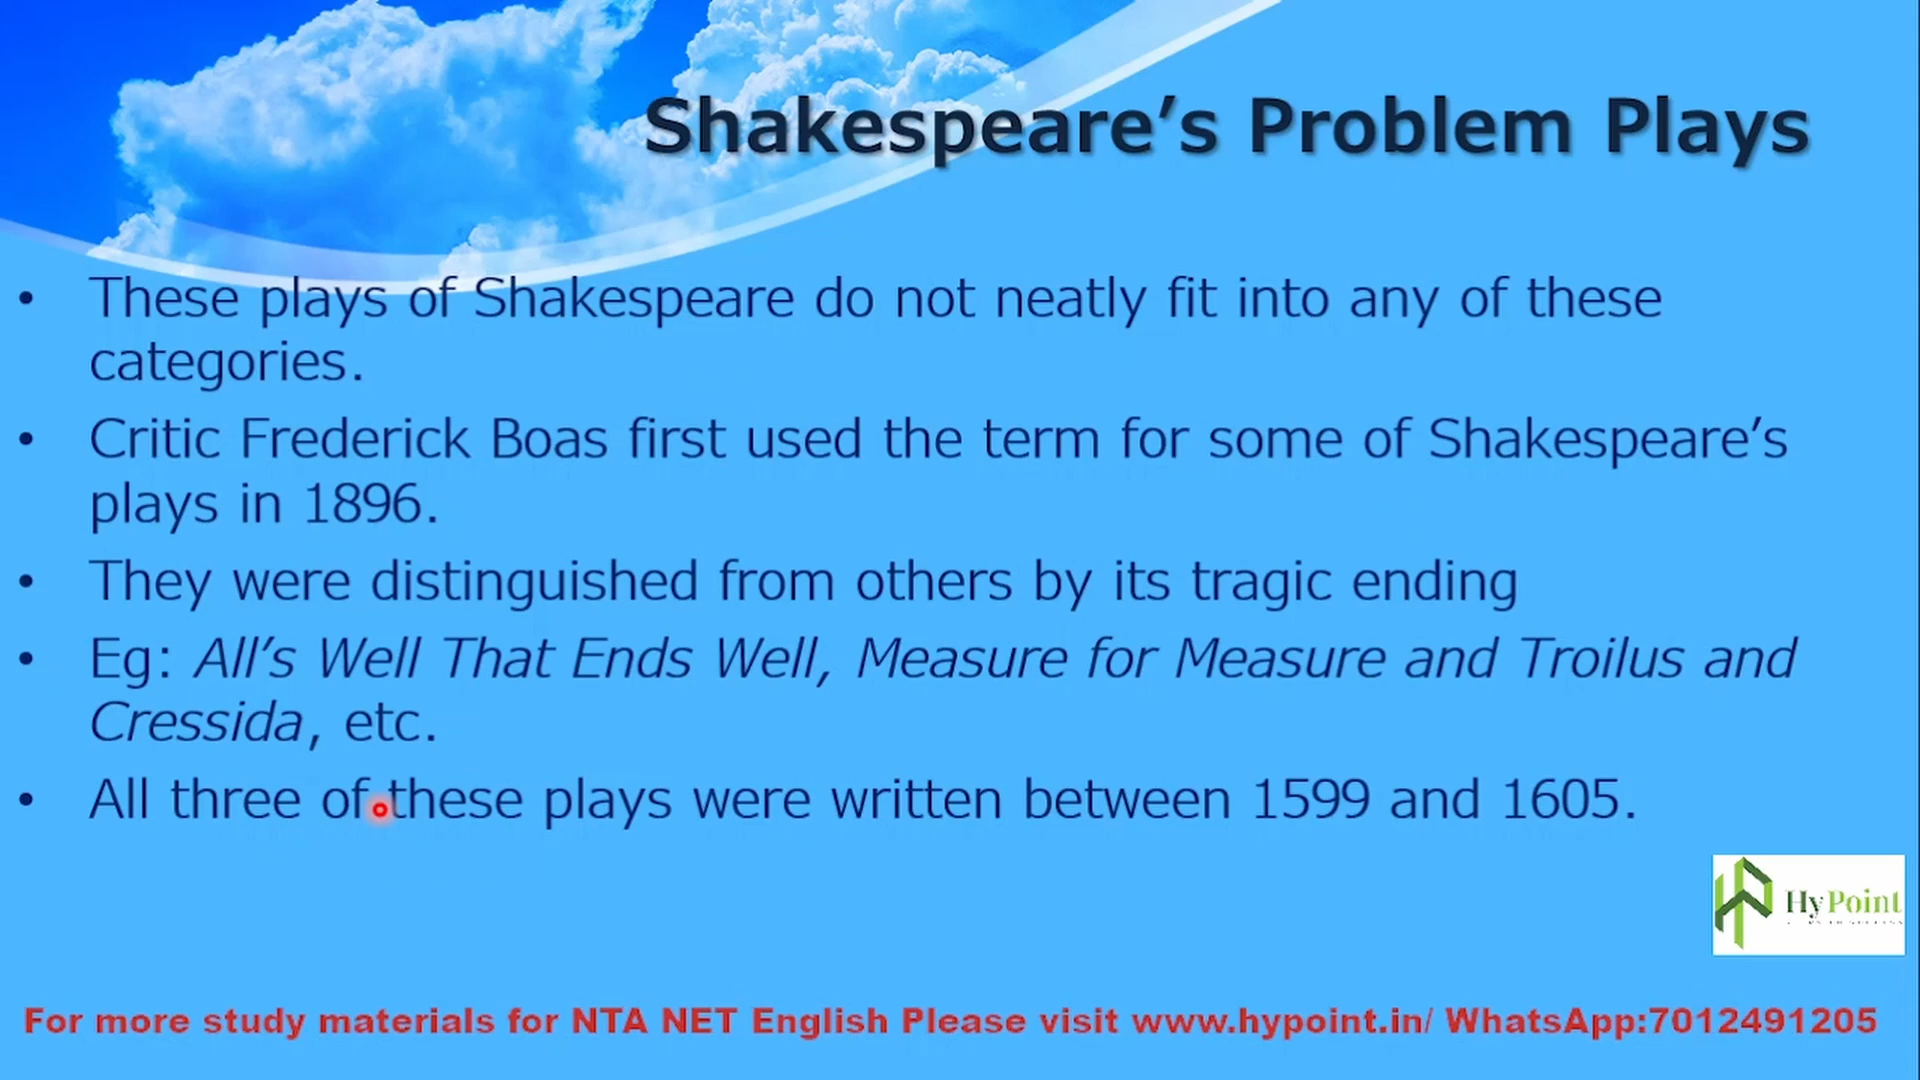 Shakespeare’s Problem Plays
• These plays of Shakespeare do not neatly fit into any of these
categories.
• Critic Frederick Boas first used the term for some of Shakespeare’s
plays in 1896.
• They were distinguished from others by its tragic ending
• Eg: All’s Well That Ends Well, Measure for Measure and Troilus and
Cressida, etc.
• All three of these plays were written between 1599 and 1605.
Hy Point
For more study materials for NTA NET English Please visit www.hypoint.in/ WhatsApp:7012491205